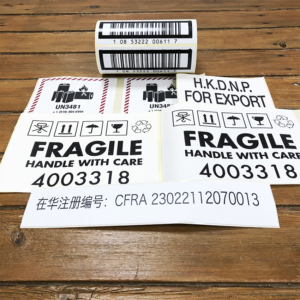 1 08 53222 00611 7
UN3481
UN3481
H.K.D.N.P.
FOR EXPORT
FRAGILE
HANDLE WITH CARE
4003318
FRAGILE
HANDLE WITH CARE
4003318
在华注册编号: CFRA 23022112070013